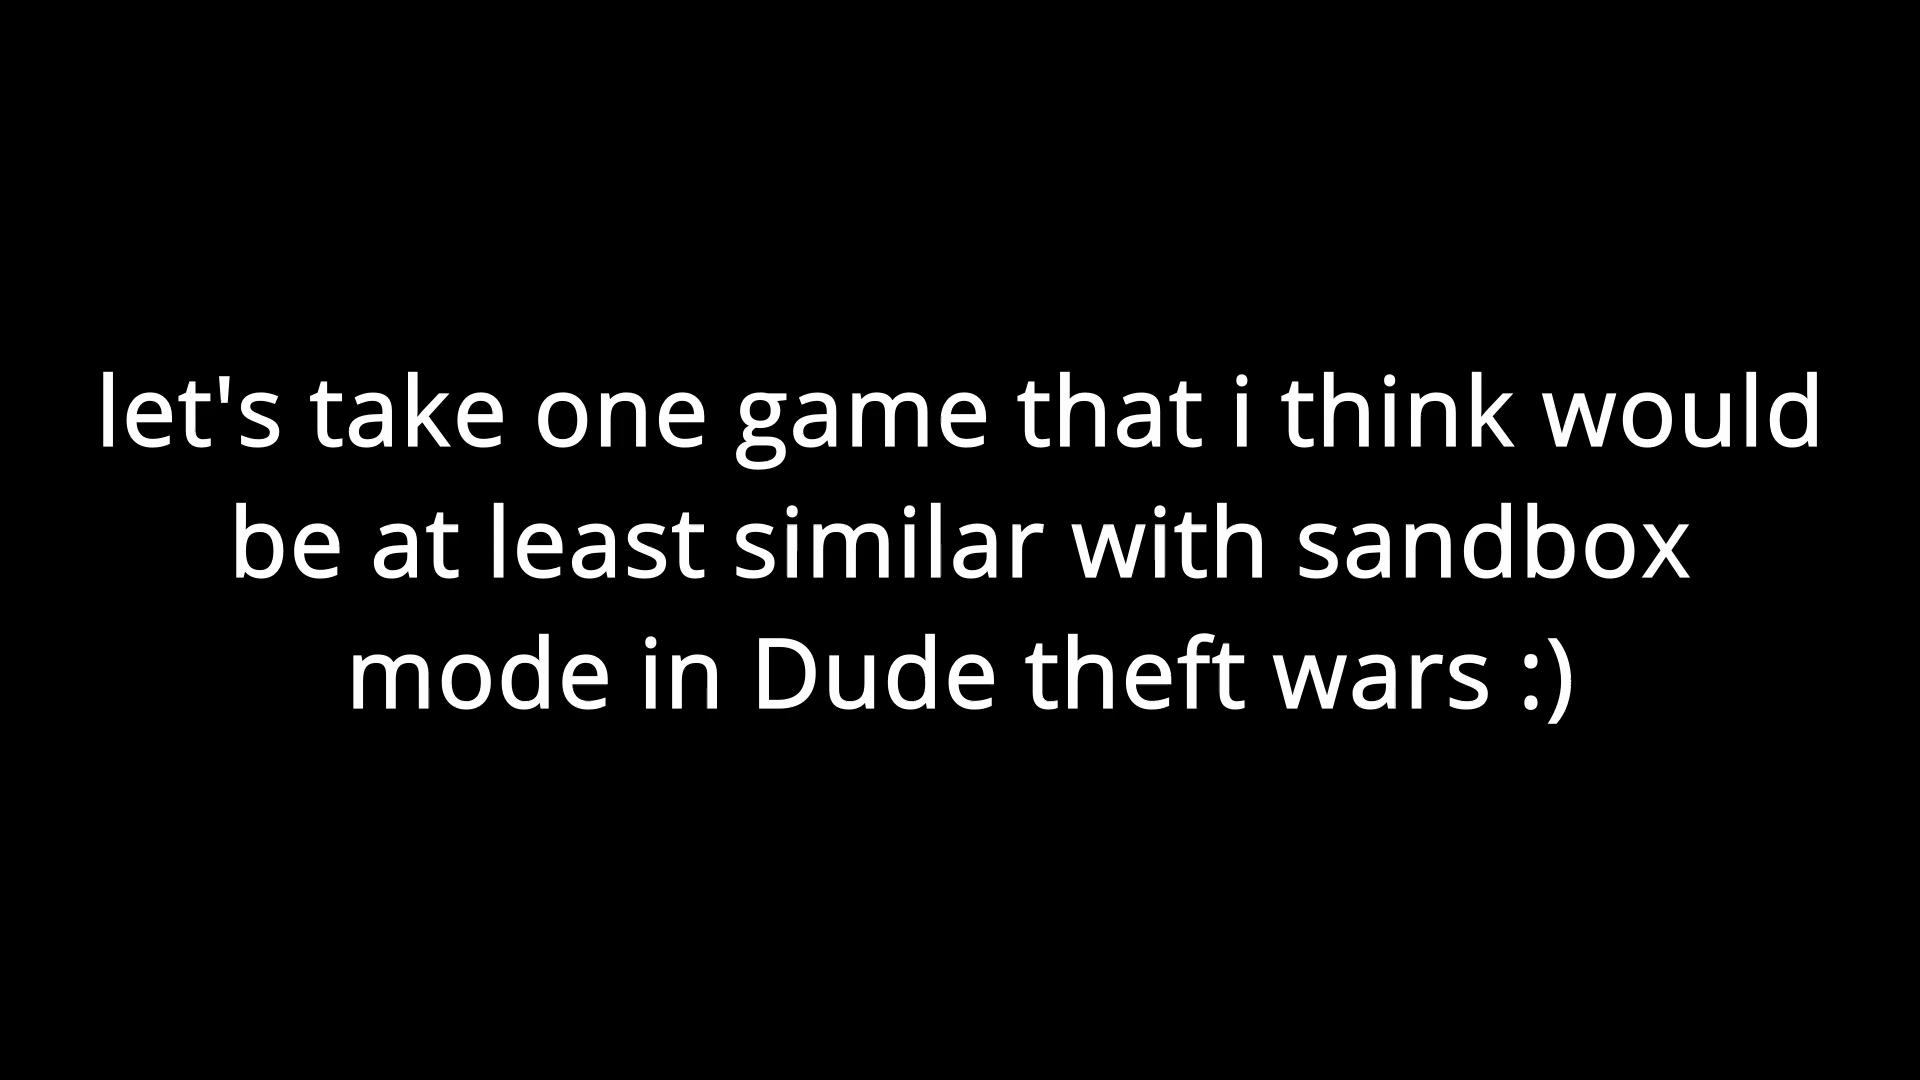 let's take one game that i think would
be at least similar with sandbox
mode in Dude theft wars :)